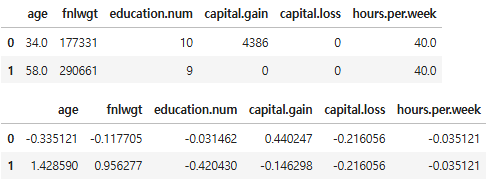 age fnlwgt education.num capital.gain capital.loss hours.per.week
0 34.0 177331 10 4386 0 40.0
1 58.0 290661 9 0 0 40.0
age fnlwgt education.num capital.gain capital.loss hours.per.week
0 -0.335121 -0.117705 -0.031462 0.440247 -0.216056 -0.035121
1 1.428590 0.956277 -0.420430 -0.146298 -0.216056 -0.035121